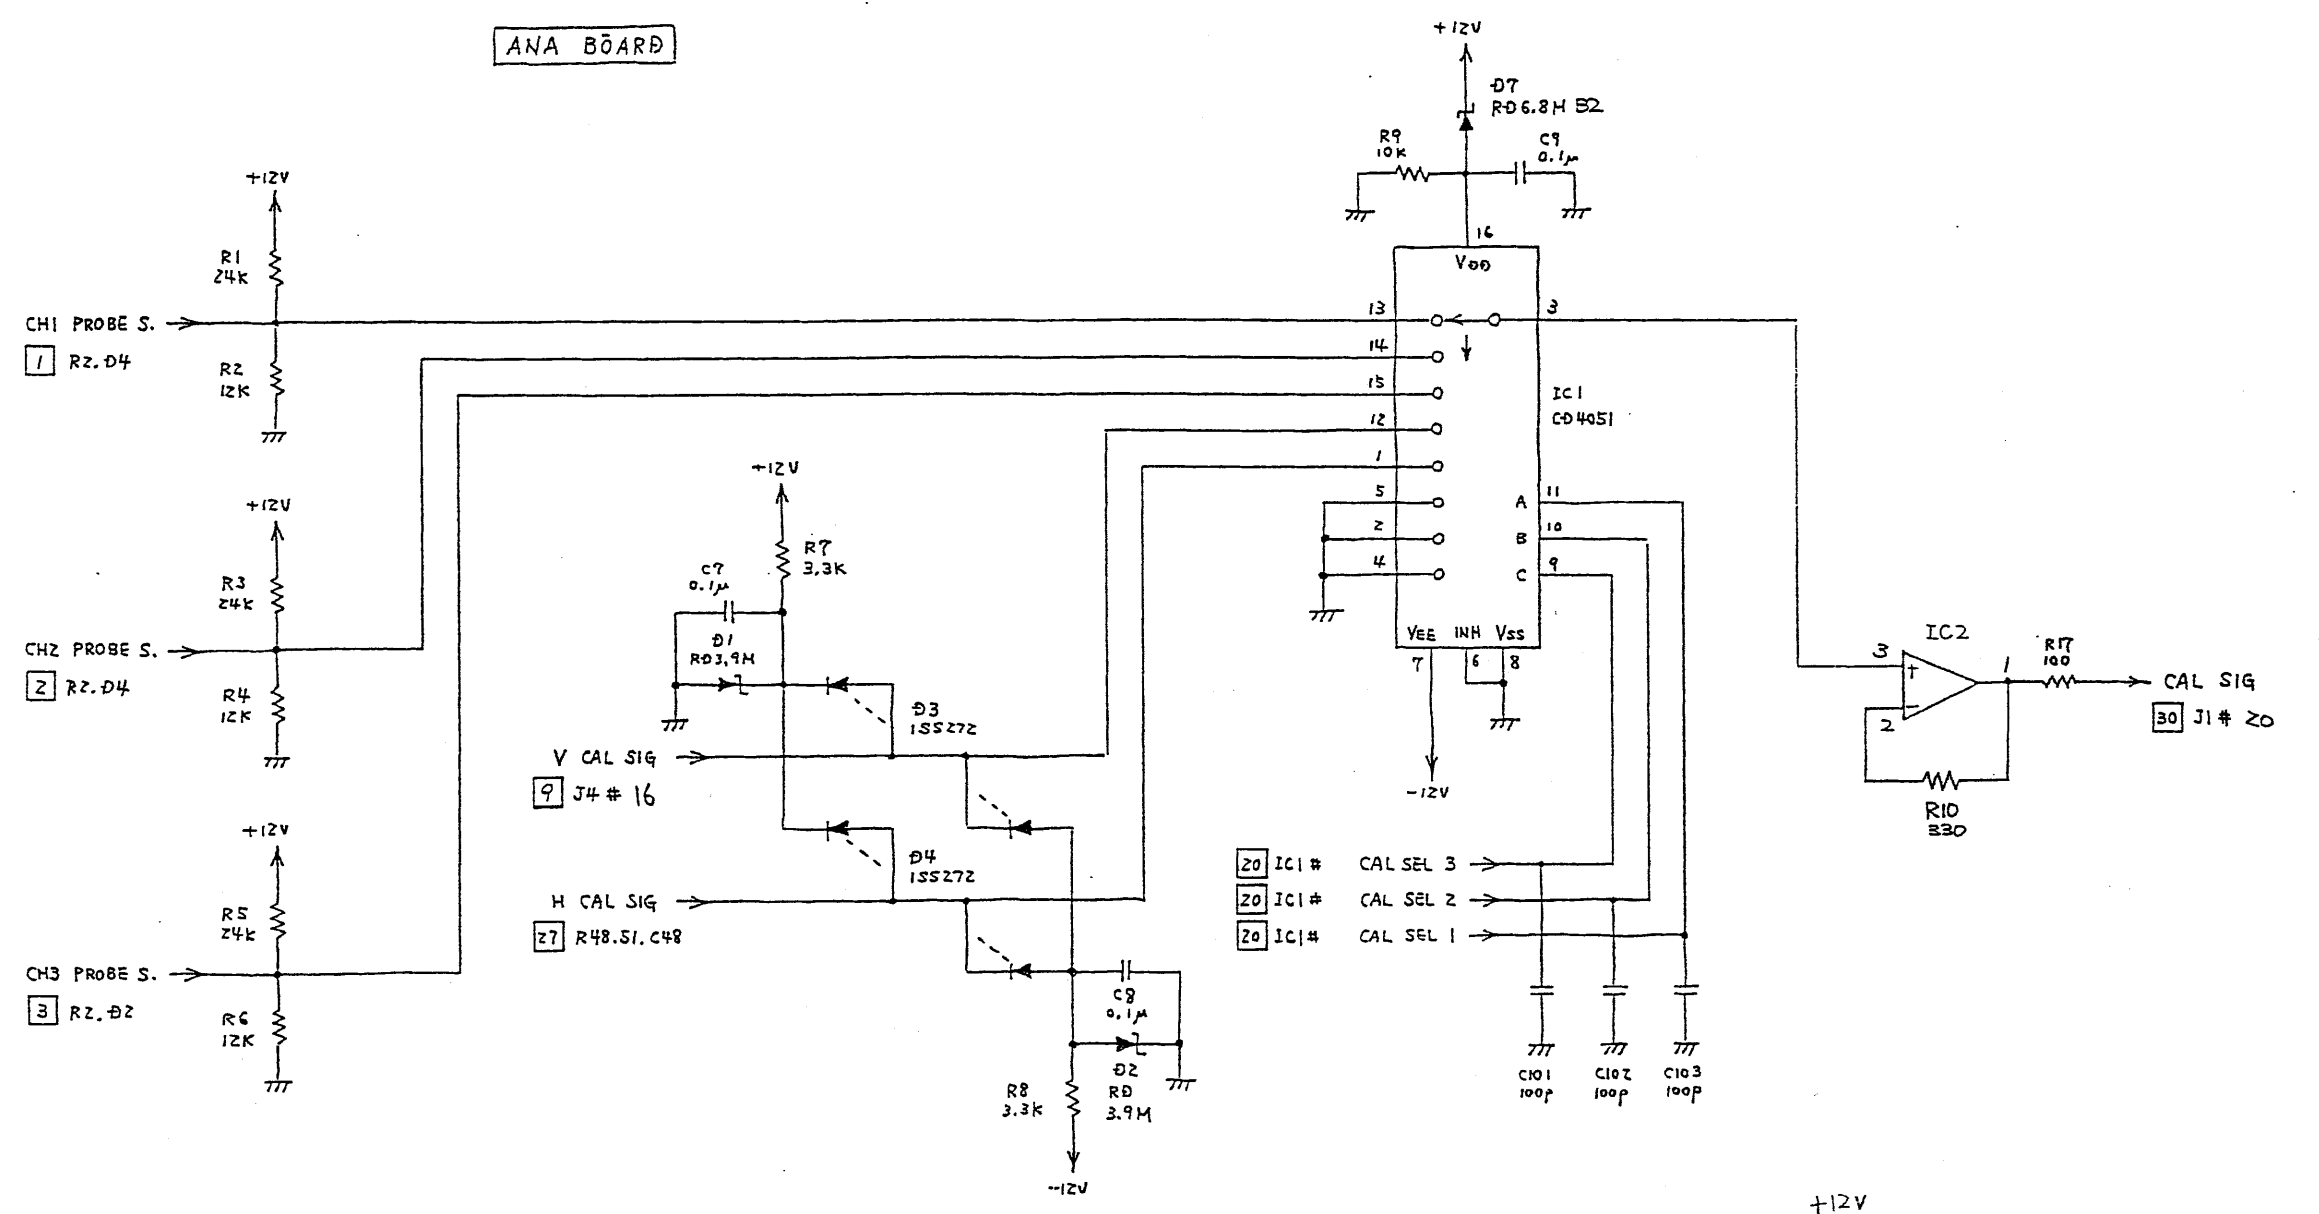 ANA BOARD
+12V
D7
RD6.8M B2
R9
10K
C9
0.1μ
+12V
16
VDD
R1
24K
CH1 PROBE S.
1 R2.D4
R2
12K
13
3
14
15
12
1
5
2
4
IC1
CD4051
A 11
B 10
C 9
VEE INH VSS
7 6 8
-12V
+12V
R3
24K
CH2 PROBE S.
2 R2.D4
R4
12K
+12V
R7
3.3K
C7
0.1μ
D1
RD3.9M
D3
1SS272
V CAL SIG
9 J4# 16
D4
1SS272
H CAL SIG
27 R48.51.C48
+12V
R5
24K
CH3 PROBE S.
3 R2.D2
R6
12K
C8
0.1μ
D2
RD
3.9M
R8
3.3K
-12V
20 IC1# CAL SEL 3
20 IC1# CAL SEL 2
20 IC1# CAL SEL 1
C101
100P
C102
100P
C103
100P
IC2
3
2
1
R17
100
CAL SIG
30 J1# 20
R10
330
+12V